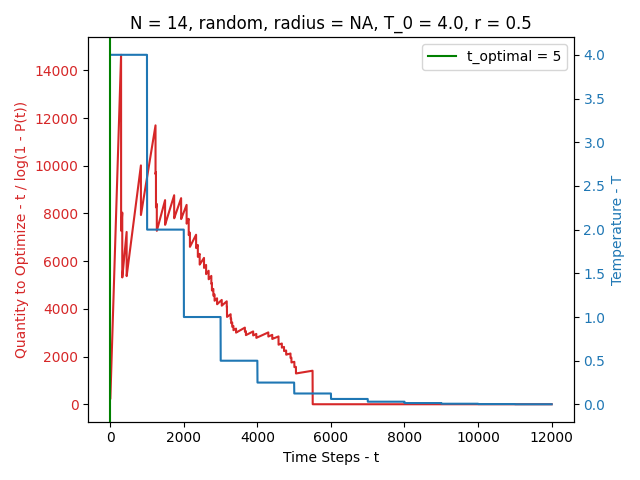 N = 14, random, radius = NA, T_0 = 4.0, r = 0.5
t_optimal = 5
Quantity to Optimize - t / log(1 - P(t))
14000
12000
10000
8000
6000
4000
2000
0
4.0
3.5
3.0
2.5
2.0
1.5
1.0
0.5
0.0
Temperature - T
0 2000 4000 6000 8000 10000 12000
Time Steps - t